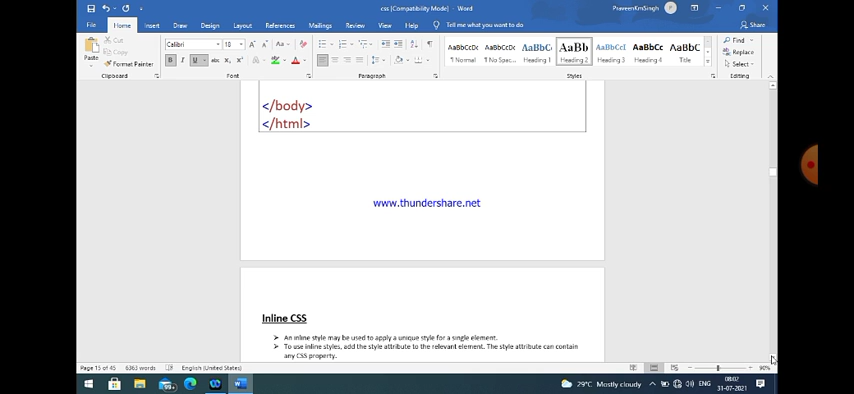 css [Compatibility Mode] - Word
PraveenKmSingh
File Home Insert Draw Design Layout References Mailings Review View Help Tell me what you want to do Share
Paste
Cut
Copy
Format Painter
Calibri 18
Clipboard Font Paragraph Styles Editing
AaBbCcDc AaBbCcDc AaBbC AaBb AaBbCcI AaBbCc AaBbC
¶ Normal ¶ No Spac... Heading 1 Heading 2 Heading 3 Heading 4 Title
Find
Replace
Select
</body>
</html>
www.thundershare.net
Inline CSS
➢ An inline style may be used to apply a unique style for a single element.
➢ To use inline styles, add the style attribute to the relevant element. The style attribute can contain
any CSS property.
Page 15 of 45 6363 words English (United States) 90%
99+ 29°C Mostly cloudy ENG 08:02
31-07-2021